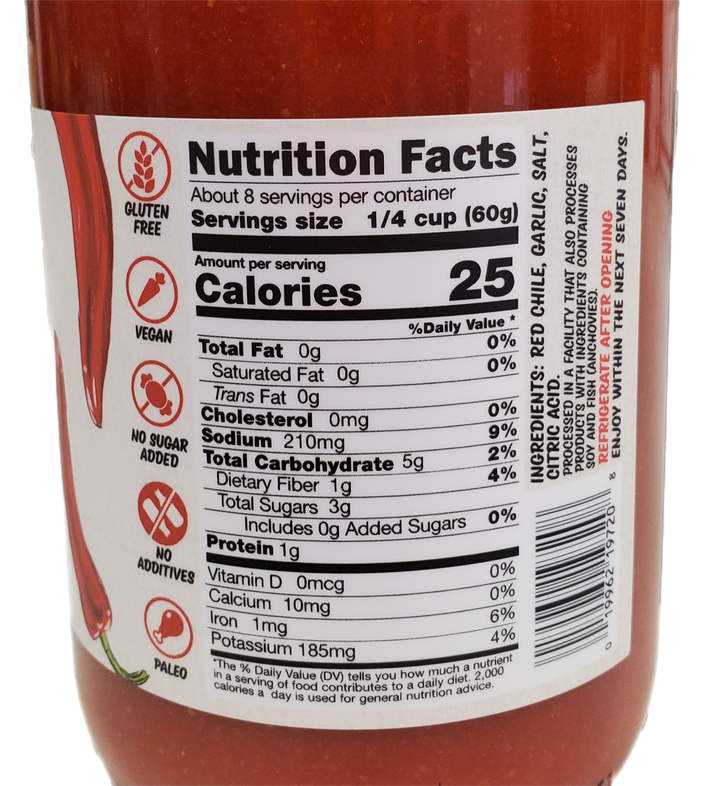 GLUTEN
FREE
VEGAN
NO SUGAR
ADDED
NO
ADDITIVES
PALEO
Nutrition Facts
About 8 servings per container
Servings size 1/4 cup (60g)
Amount per serving
Calories 25
%Daily Value *
Total Fat 0g 0%
Saturated Fat 0g 0%
Trans Fat 0g
Cholesterol 0mg 0%
Sodium 210mg 9%
Total Carbohydrate 5g 2%
Dietary Fiber 1g 4%
Total Sugars 3g
Includes 0g Added Sugars 0%
Protein 1g
Vitamin D 0mcg 0%
Calcium 10mg 0%
Iron 1mg 6%
Potassium 185mg 4%
*The % Daily Value (DV) tells you how much a nutrient
in a serving of food contributes to a daily diet. 2,000
calories a day is used for general nutrition advice.
INGREDIENTS: RED CHILE, GARLIC, SALT,
CITRIC ACID.
PROCESSED IN A FACILITY THAT ALSO PROCESSES
PRODUCTS WITH INGREDIENTS CONTAINING
SOY AND FISH (ANCHOVIES).
REFRIGERATE AFTER OPENING
ENJOY WITHIN THE NEXT SEVEN DAYS.
0 19962 19720 8